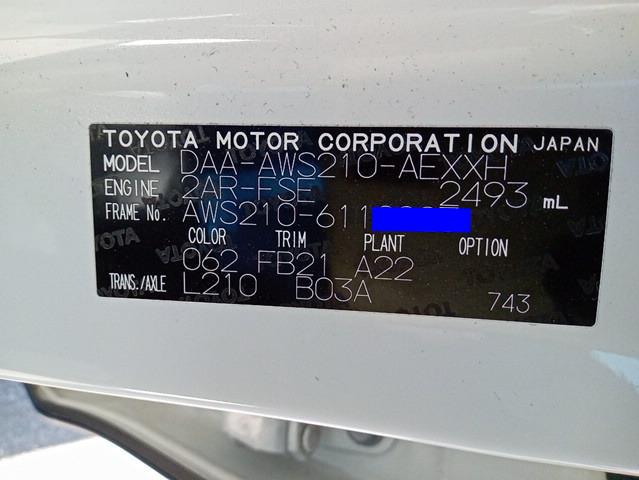 TOYOTA MOTOR CORPORATION JAPAN
MODEL DAA-AWS210-AEXXH
ENGINE 2AR-FSE 2493 mL
FRAME No. AWS210-611
COLOR TRIM PLANT OPTION
062 FB21 A22
TRANS./AXLE L210 B03A 743